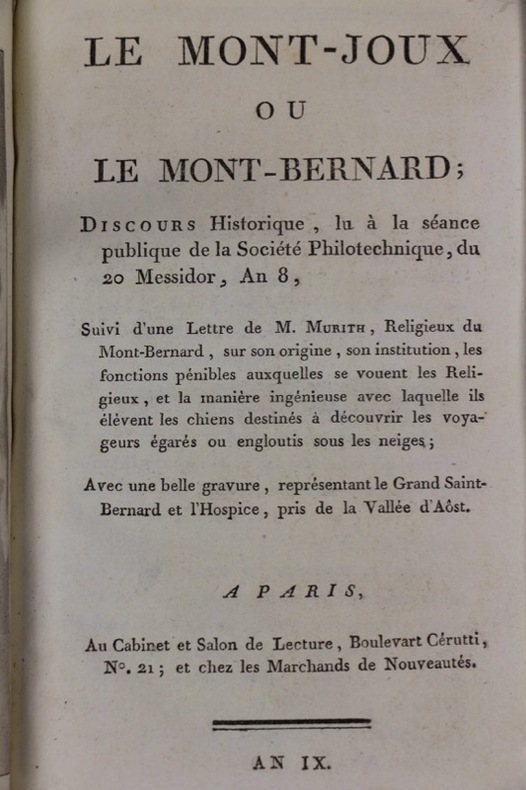 LE MONT-JOUX
OU
LE MONT-BERNARD;
DISCOURS Historique, lu à la séance
publique de la Société Philotechnique, du
20 Messidor, An 8,
Suivi d'une Lettre de M. MURITH, Religieux du
Mont-Bernard, sur son origine, son institution, les
fonctions pénibles auxquelles se vouent les Reli-
gieux, et la manière ingénieuse avec laquelle ils
élèvent les chiens destinés à découvrir les voya-
geurs égarés ou engloutis sous les neiges;
Avec une belle gravure, représentant le Grand Saint-
Bernard et l'Hospice, pris de la Vallée d'Aôst.
A PARIS,
Au Cabinet et Salon de Lecture, Boulevart Cérutti,
N°. 21; et chez les Marchands de Nouveautés.
AN IX.